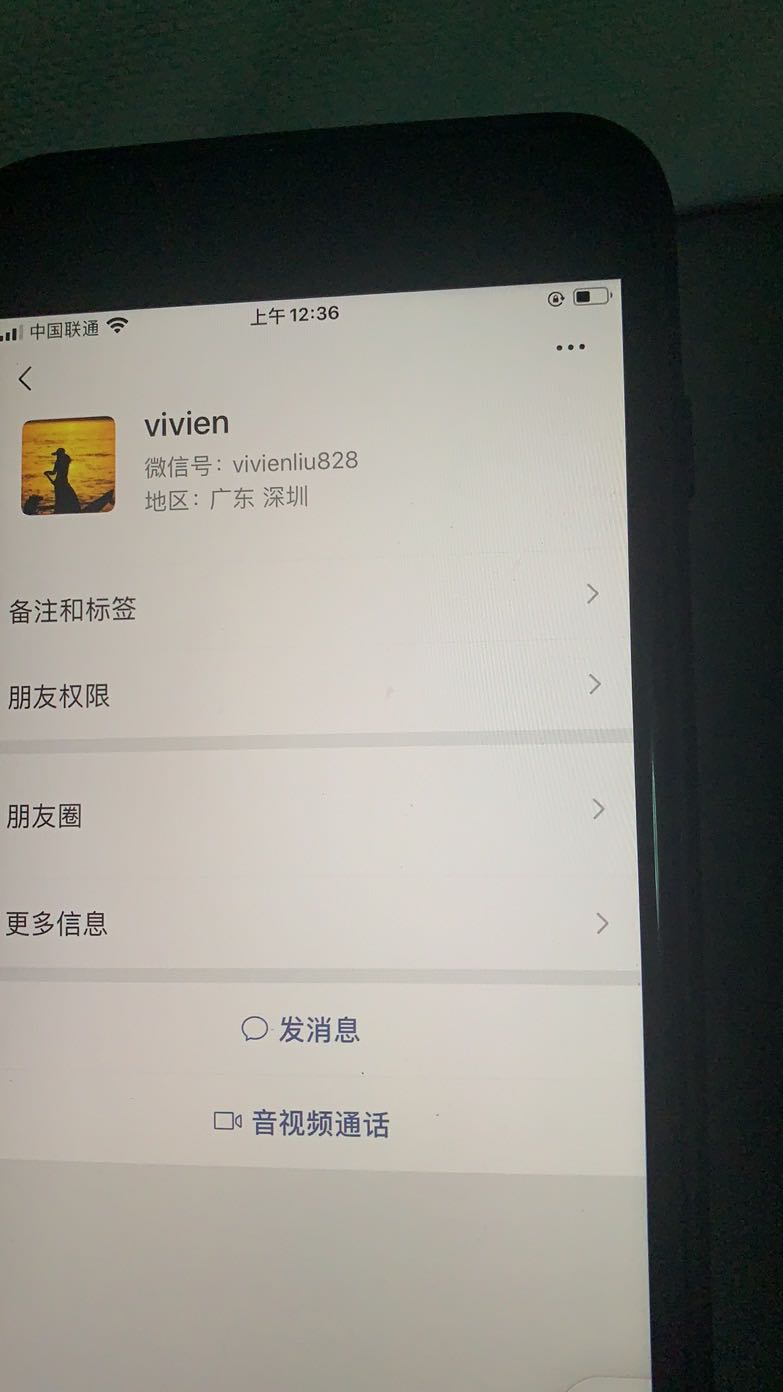 中国联通
上午 12:36
vivien
微信号：vivienliu828
地区：广东 深圳
备注和标签
朋友权限
朋友圈
更多信息
发消息
音视频通话